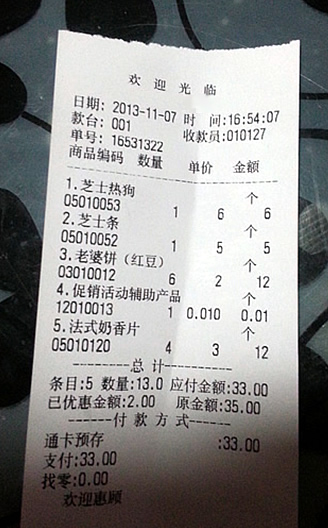 欢迎光临
日期: 2013-11-07 时 间:16:54:07
款台: 001 收款员:010127
单号: 16531322
商品编码 数量 单价 金额
1.芝士热狗 个
05010053 1 6 6
2.芝士条 个
05010052 1 5 5
3.老婆饼（红豆） 个
03010012 6 2 12
4.促销活动辅助产品 个
12010013 1 0.010 0.01
5.法式奶香片 个
05010120 4 3 12
----------总 计----------
条目:5 数量:13.0 应付金额:33.00
已优惠金额:2.00 原金额:35.00
------付 款 方 式------
通卡预存 :33.00
支付:33.00
找零:0.00
欢迎惠顾